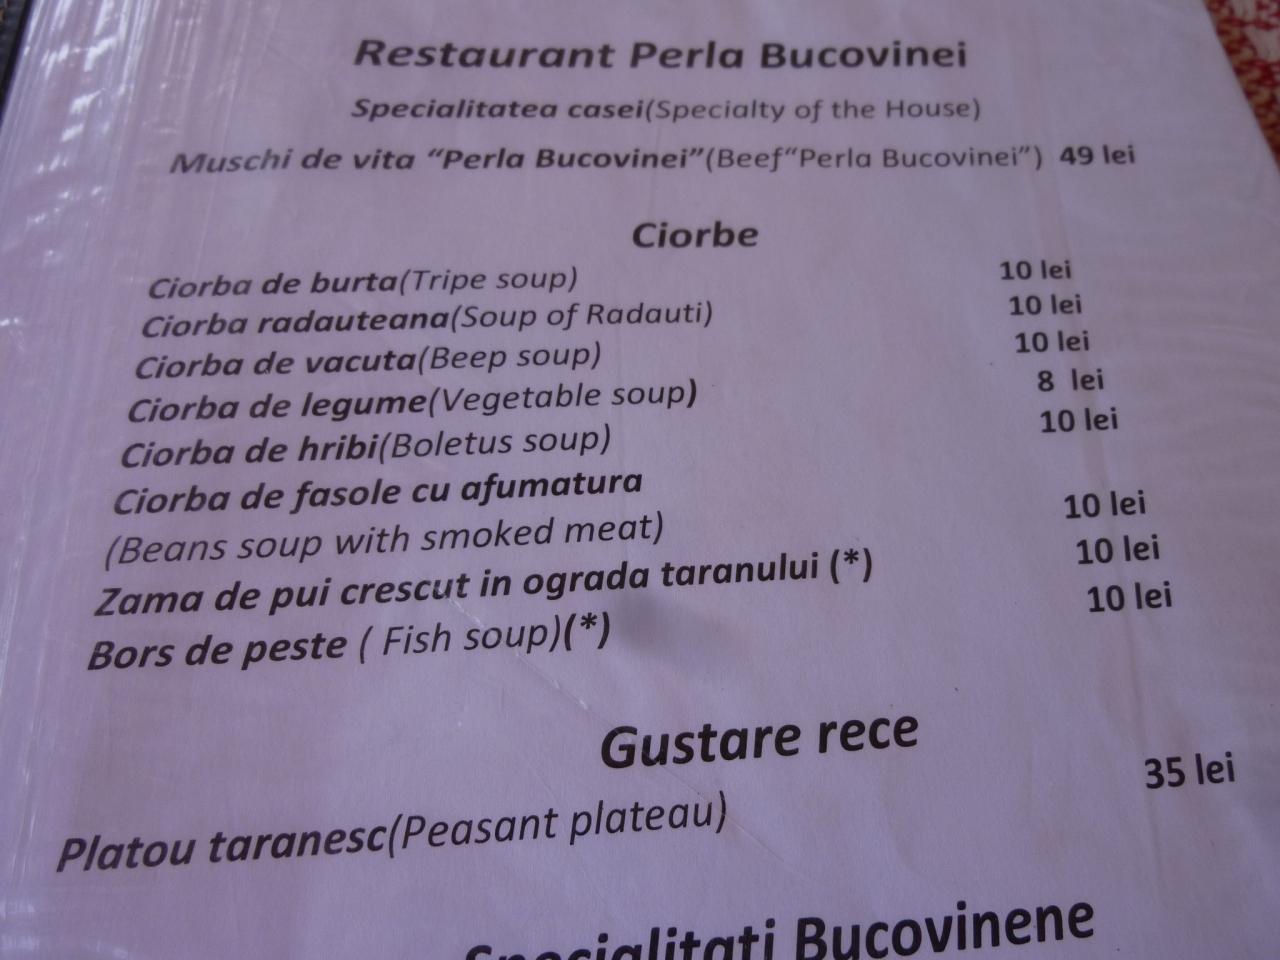 Restaurant Perla Bucovinei
Specialitatea casei(Specialty of the House)
Muschi de vita “Perla Bucovinei”(Beef“Perla Bucovinei”) 49 lei
Ciorbe
Ciorba de burta(Tripe soup) 10 lei
Ciorba radauteana(Soup of Radauti) 10 lei
Ciorba de vacuta(Beep soup) 10 lei
Ciorba de legume(Vegetable soup) 8 lei
Ciorba de hribi(Boletus soup) 10 lei
Ciorba de fasole cu afumatura
(Beans soup with smoked meat) 10 lei
Zama de pui crescut in ograda taranului (*) 10 lei
Bors de peste ( Fish soup)(*) 10 lei
Gustare rece
Platou taranesc(Peasant plateau) 35 lei
Specialitati Bucovinene